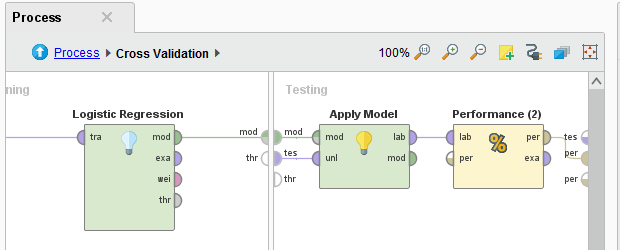 Process
Process Cross Validation 100%
ning Testing
Logistic Regression Apply Model Performance (2)
tra mod mod mod mod lab lab per tes
exa thr tes unl mod per exa per
wei thr per
thr